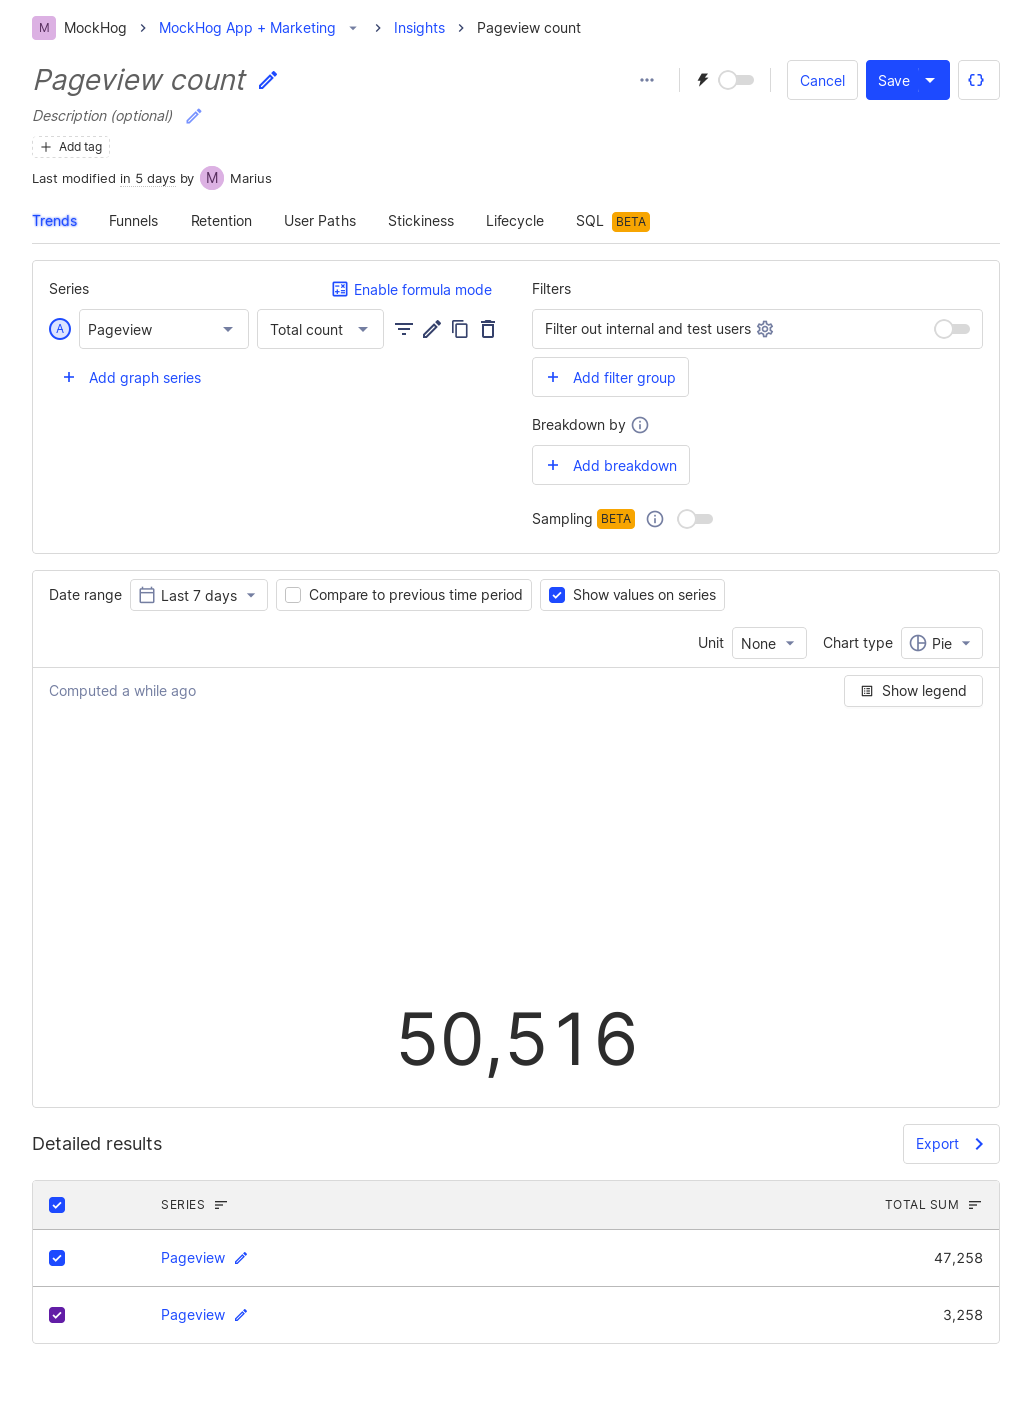 M MockHog MockHog App + Marketing Insights Pageview count
Pageview count
Cancel Save
Description (optional)
Add tag
Last modified in 5 days by M Marius
Trends Funnels Retention User Paths Stickiness Lifecycle SQL BETA
Series Enable formula mode
A Pageview Total count
Add graph series
Filters
Filter out internal and test users
Add filter group
Breakdown by
Add breakdown
Sampling BETA
Date range Last 7 days Compare to previous time period Show values on series
Unit None Chart type Pie
Computed a while ago Show legend
50,516
Detailed results Export
SERIES TOTAL SUM
Pageview 47,258
Pageview 3,258